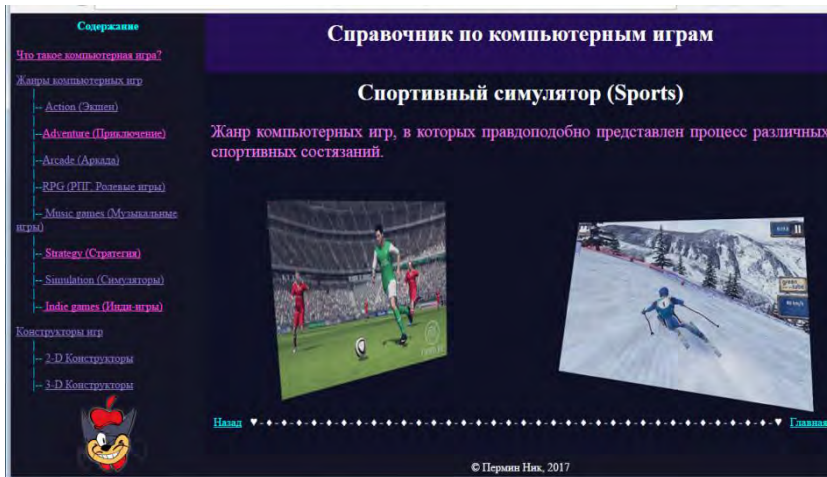 Содержание
Что такое компьютерная игра?
Жанры компьютерных игр
|-- Action (Экшен)
|--Adventure (Приключение)
|--Arcade (Аркада)
|--RPG (РПГ, Ролевые игры)
|-- Music games (Музыкальные
игры)
|-- Strategy (Стратегия)
|-- Simulation (Симуляторы)
|-- Indie games (Инди-игры)
Конструкторы игр
|-- 2-D Конструкторы
|-- 3-D Конструкторы
Справочник по компьютерным играм
Спортивный симулятор (Sports)
Жанр компьютерных игр, в которых правдоподобно представлен процесс различных
спортивных состязаний.
Назад ♥-♦-♦-♦-♦-♦-♦-♦-♦-♦-♦-♦-♦-♦-♦-♦-♦-♦-♦-♦-♦-♦-♦-♦-♦-♦-♦-♦-♦-♦-♦-♦-♦-♦-♥ Главная
© Пермин Ник, 2017